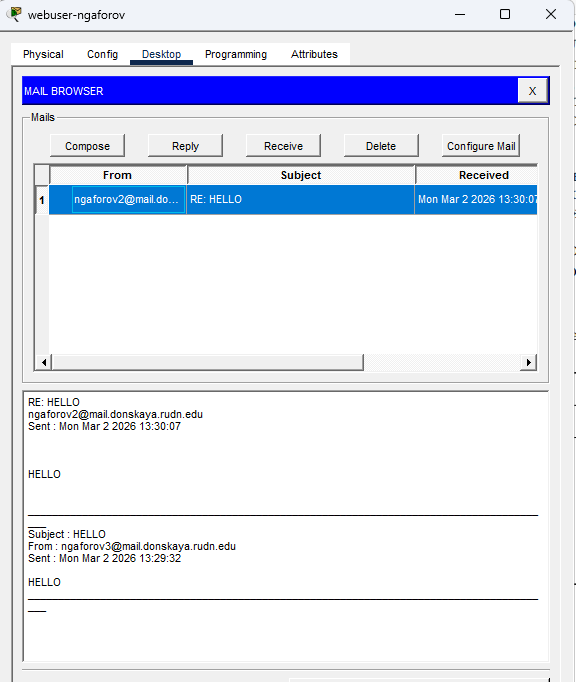 webuser-ngaforov
Physical Config Desktop Programming Attributes
MAIL BROWSER X
Mails
Compose Reply Receive Delete Configure Mail
From Subject Received
1 ngaforov2@mail.do... RE: HELLO Mon Mar 2 2026 13:30:07
RE: HELLO
ngaforov2@mail.donskaya.rudn.edu
Sent : Mon Mar 2 2026 13:30:07
HELLO
Subject : HELLO
From : ngaforov3@mail.donskaya.rudn.edu
Sent : Mon Mar 2 2026 13:29:32
HELLO